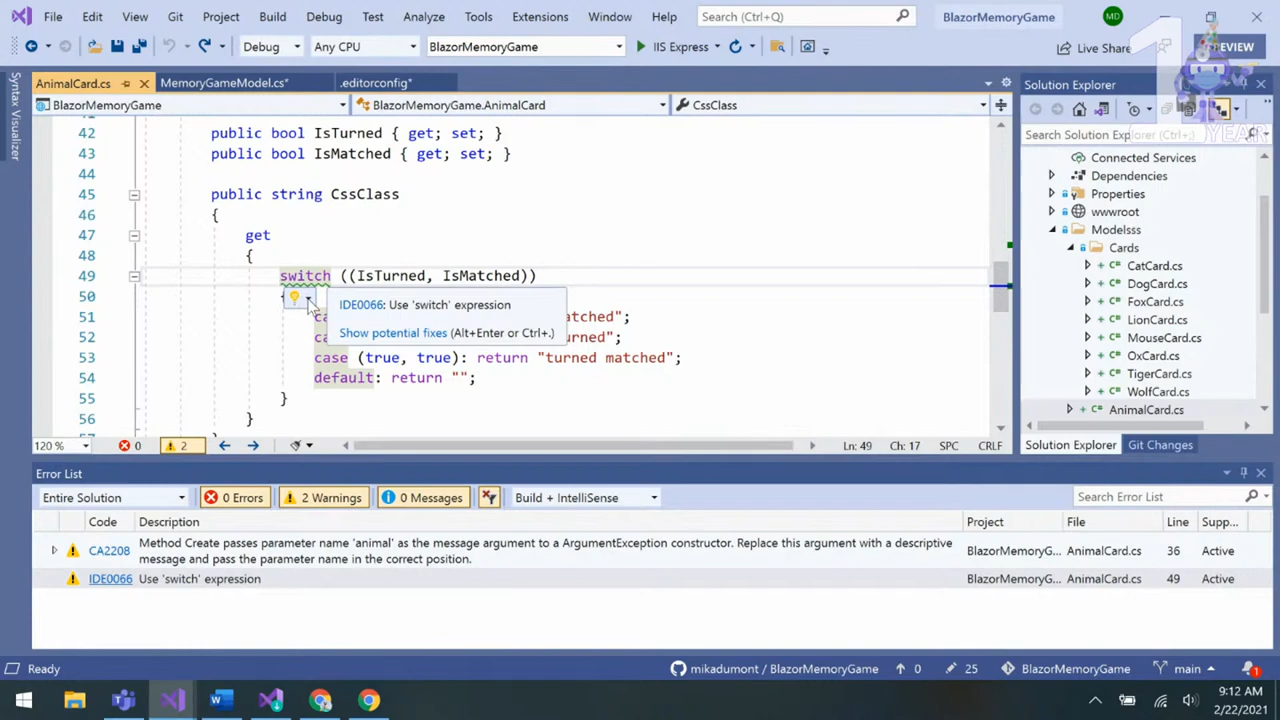 File Edit View Git Project Build Debug Test Analyze Tools Extensions Window Help Search (Ctrl+Q) BlazorMemoryGame MD
Debug Any CPU BlazorMemoryGame IIS Express Live Share PREVIEW
1 YEAR
Syntax Visualizer
AnimalCard.cs MemoryGameModel.cs* .editorconfig*
BlazorMemoryGame BlazorMemoryGame.AnimalCard CssClass
42 public bool IsTurned { get; set; }
43 public bool IsMatched { get; set; }
44
45 public string CssClass
46 {
47 get
48 {
49 switch ((IsTurned, IsMatched))
50
IDE0066: Use 'switch' expression
Show potential fixes (Alt+Enter or Ctrl+.)
51 atched";
52 urned";
53 case (true, true): return "turned matched";
54 default: return "";
55 }
56 }
120 % 0 2 Ln: 49 Ch: 17 SPC CRLF
Solution Explorer
Search Solution Explorer (Ctrl+;)
Connected Services
Dependencies
Properties
wwwroot
Modelsss
Cards
CatCard.cs
DogCard.cs
FoxCard.cs
LionCard.cs
MouseCard.cs
OxCard.cs
TigerCard.cs
WolfCard.cs
AnimalCard.cs
Solution Explorer Git Changes
Error List
Entire Solution 0 Errors 2 Warnings 0 Messages Build + IntelliSense Search Error List
Code Description Project File Line Supp...
CA2208 Method Create passes parameter name 'animal' as the message argument to a ArgumentException constructor. Replace this argument with a descriptive BlazorMemoryG... AnimalCard.cs 36 Active
message and pass the parameter name in the correct position.
IDE0066 Use 'switch' expression BlazorMemoryG... AnimalCard.cs 49 Active
Ready mikadumont / BlazorMemoryGame 0 25 BlazorMemoryGame main 1
9:12 AM
2/22/2021